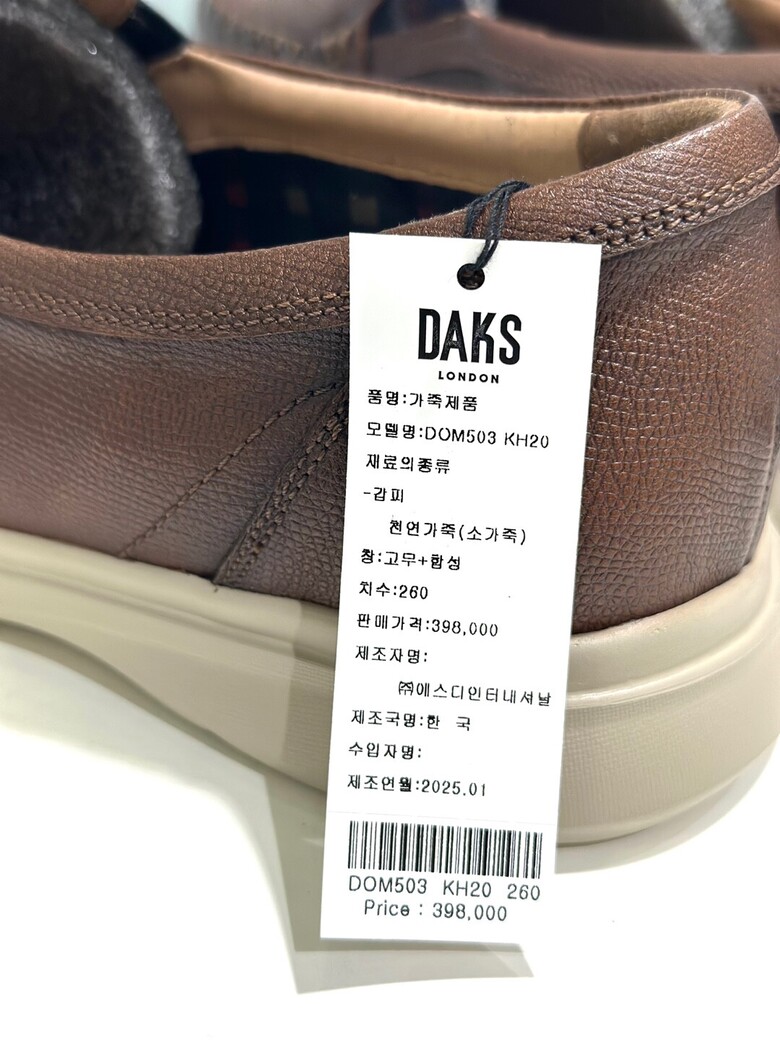 DAKS
LONDON
품명:가죽제품
모델명:DOM503 KH20
재료의종류
-갑피
천연가죽(소가죽)
창:고무+합성
치수:260
판매가격:398,000
제조자명:
㈜에스디인터내셔날
제조국명:한 국
수입자명:
제조연월:2025.01
DOM503 KH20 260
Price : 398,000